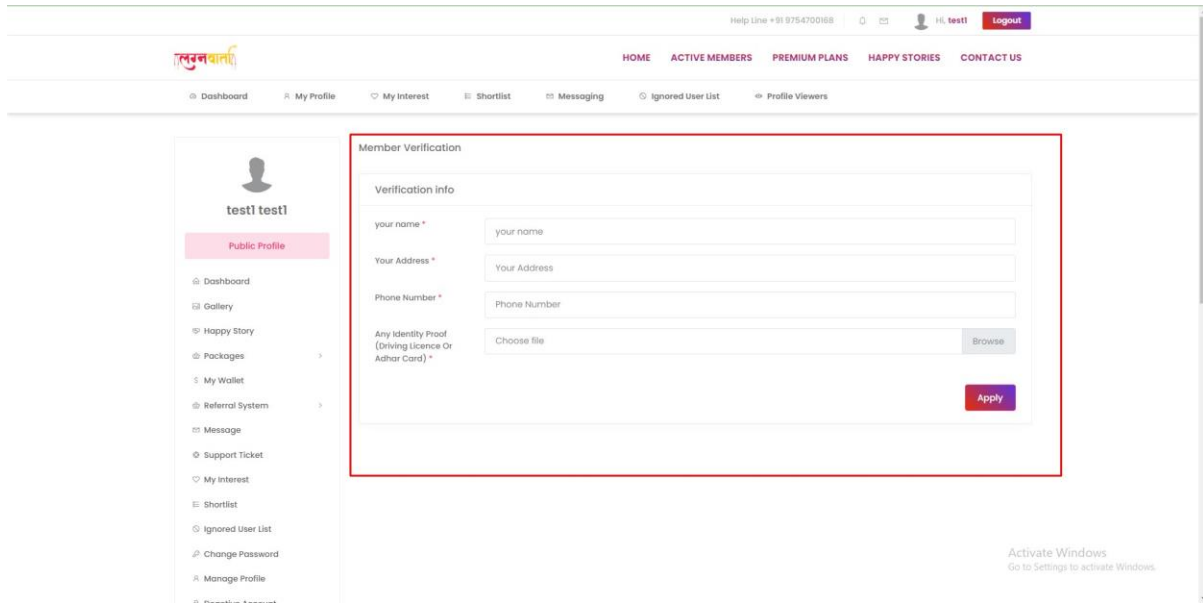 Help Line +91 9754700168
Hi, test1
Logout
लग्नवार्ता
HOME ACTIVE MEMBERS PREMIUM PLANS HAPPY STORIES CONTACT US
Dashboard My Profile My Interest Shortlist Messaging Ignored User List Profile Viewers
test1 test1
Public Profile
Dashboard
Gallery
Happy Story
Packages
My Wallet
Referral System
Message
Support Ticket
My Interest
Shortlist
Ignored User List
Change Password
Manage Profile
Member Verification
Verification info
your name *
your name
Your Address *
Your Address
Phone Number *
Phone Number
Any Identity Proof
(Driving Licence Or
Adhar Card) *
Choose file
Browse
Apply
Activate Windows
Go to Settings to activate Windows.